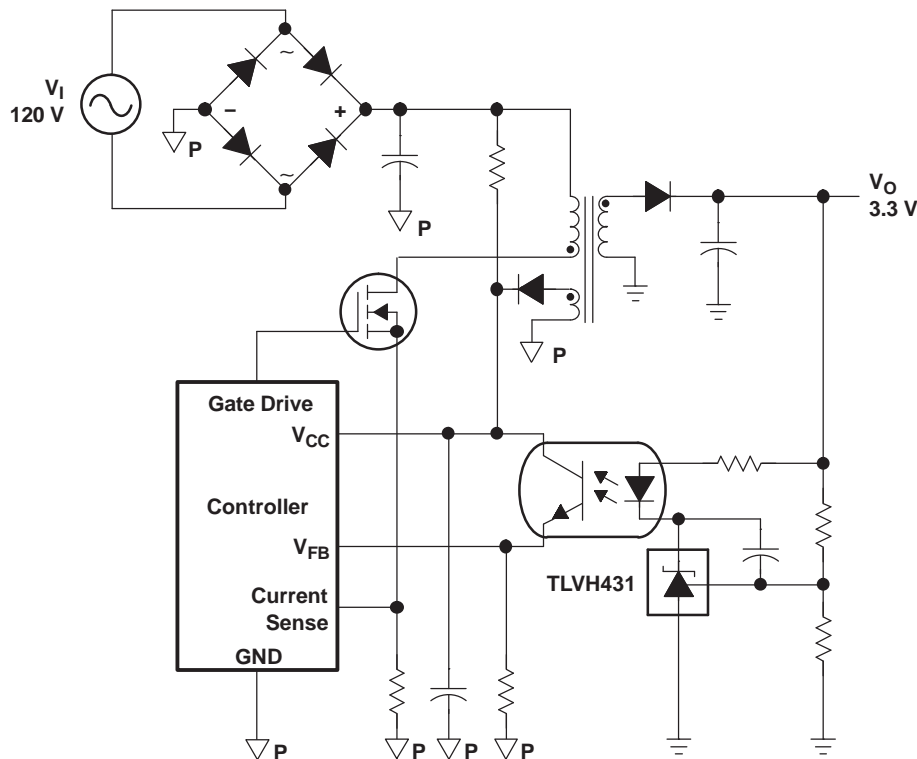 ~
V_I
120 V
−
+
P
~
P
V_O
3.3 V
P
Gate Drive
V_CC
Controller
V_FB
TLVH431
Current
Sense
GND
P
P
P
P